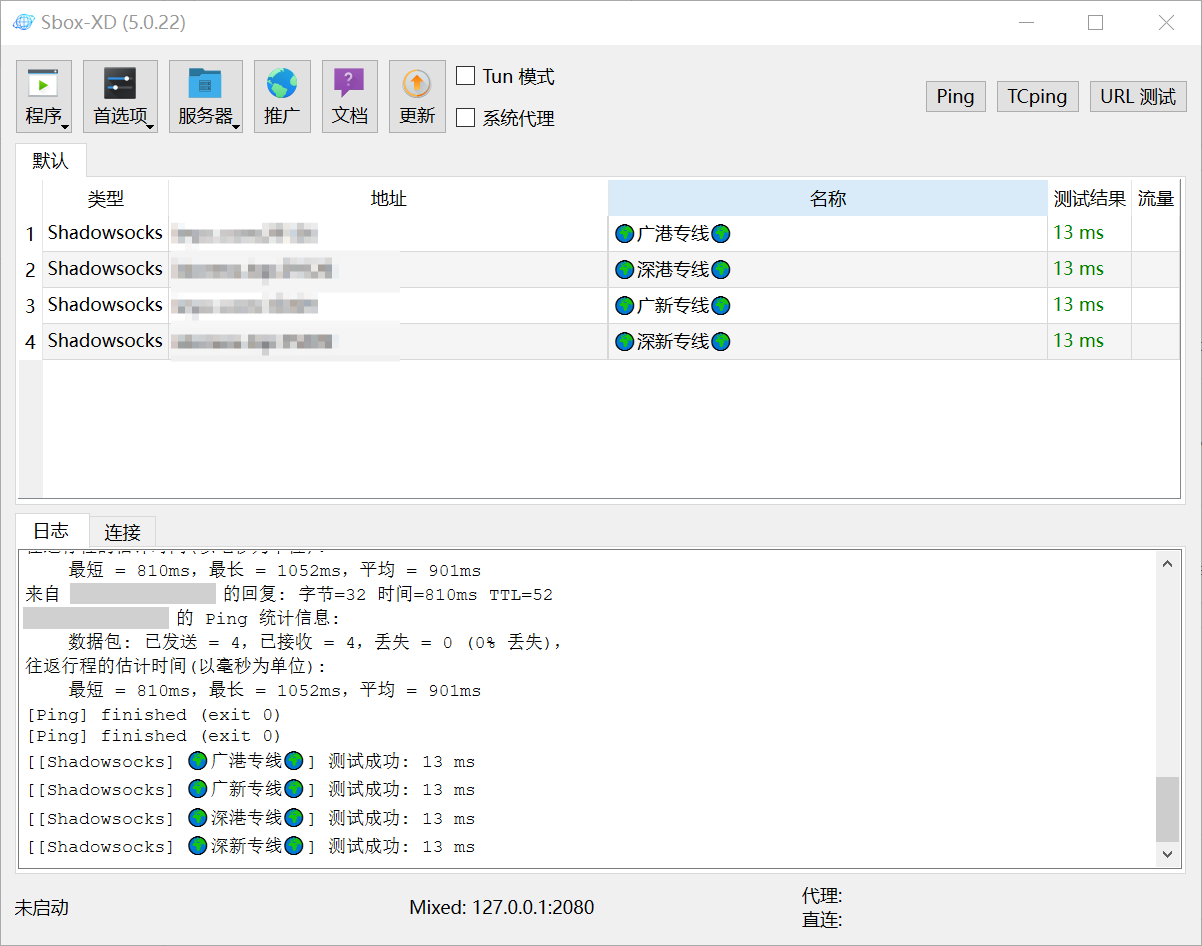 Sbox-XD (5.0.22)
程序
首选项
服务器
推广
文档
更新
Tun 模式
系统代理
Ping
TCping
URL 测试
默认
类型 地址 名称 测试结果 流量
1 Shadowsocks 广港专线 13 ms
2 Shadowsocks 深港专线 13 ms
3 Shadowsocks 广新专线 13 ms
4 Shadowsocks 深新专线 13 ms
日志 连接
最短 = 810ms，最长 = 1052ms，平均 = 901ms
来自 的回复: 字节=32 时间=810ms TTL=52
的 Ping 统计信息:
数据包: 已发送 = 4，已接收 = 4，丢失 = 0 (0% 丢失)，
往返行程的估计时间(以毫秒为单位):
最短 = 810ms，最长 = 1052ms，平均 = 901ms
[Ping] finished (exit 0)
[Ping] finished (exit 0)
[[Shadowsocks] 广港专线] 测试成功: 13 ms
[[Shadowsocks] 广新专线] 测试成功: 13 ms
[[Shadowsocks] 深港专线] 测试成功: 13 ms
[[Shadowsocks] 深新专线] 测试成功: 13 ms
未启动
Mixed: 127.0.0.1:2080
代理:
直连: